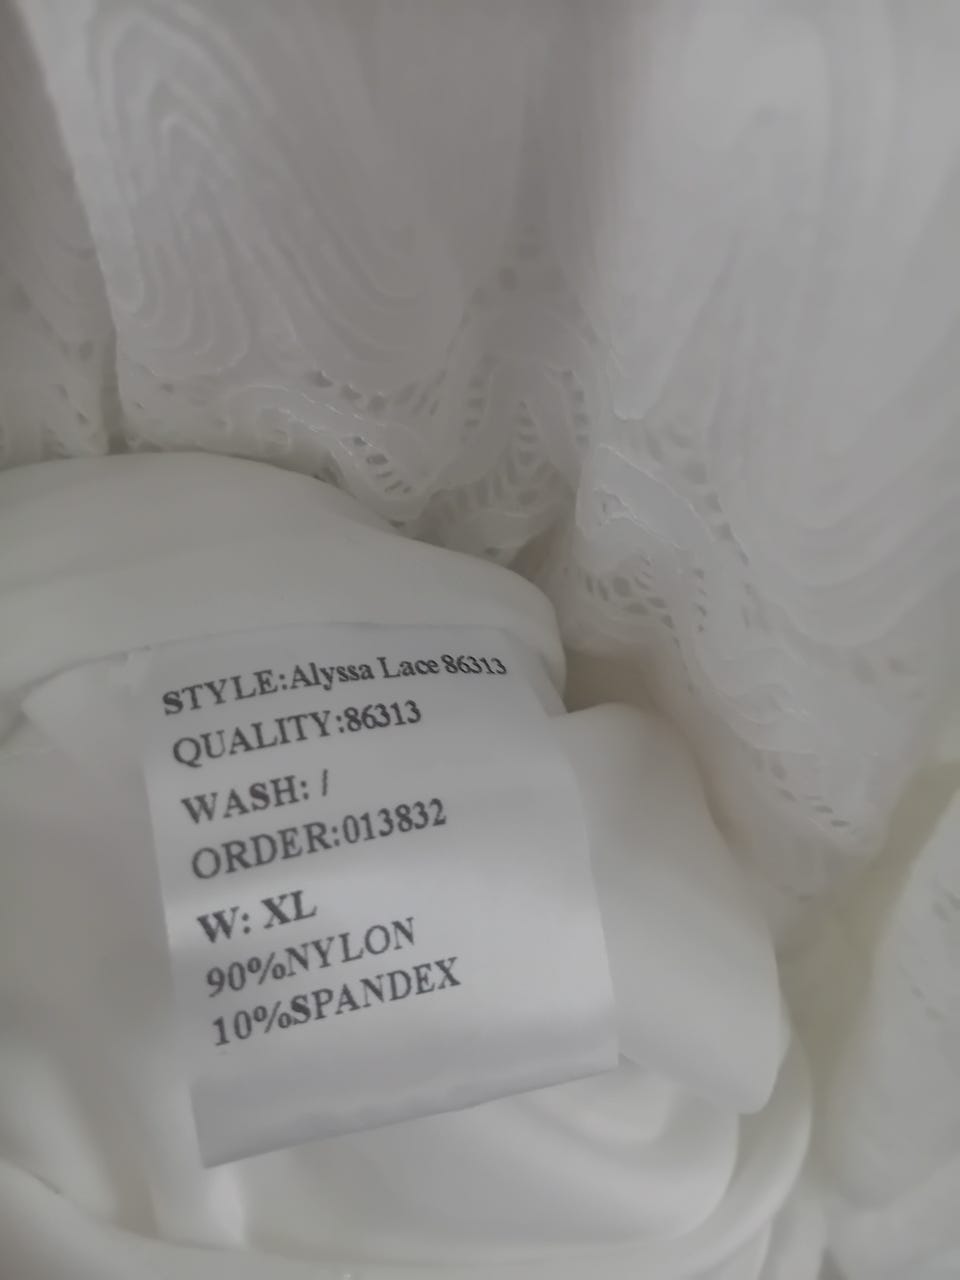 STYLE:Alyssa Lace 86313
QUALITY:86313
WASH: /
ORDER:013832
W: XL
90%NYLON
10%SPANDEX